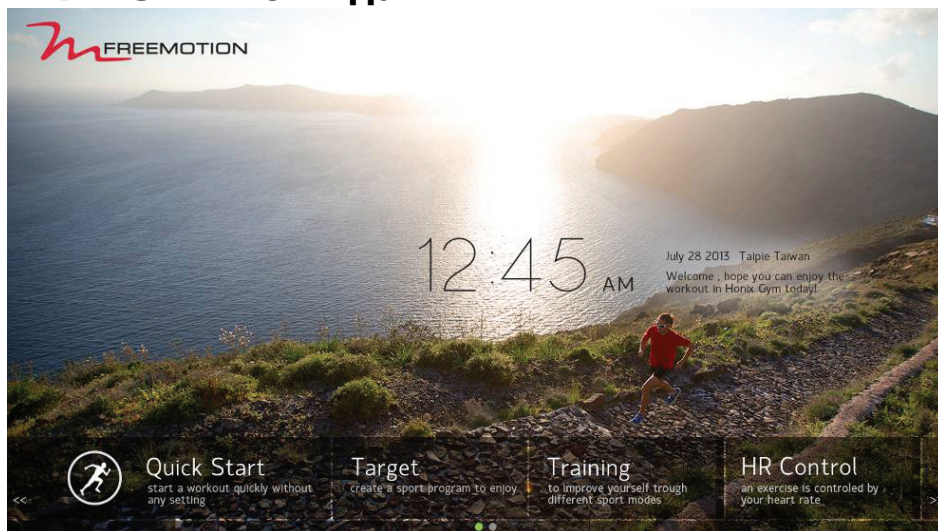 FREEMOTION
12:45 AM
July 28 2013 Taipie Taiwan
Welcome , hope you can enjoy the
workout in Honix Gym today!
Quick Start
start a workout quickly without
any setting
Target
create a sport program to enjoy
Training
to improve yourself trough
different sport modes
HR Control
an exercise is controled by
your heart rate
<<
>